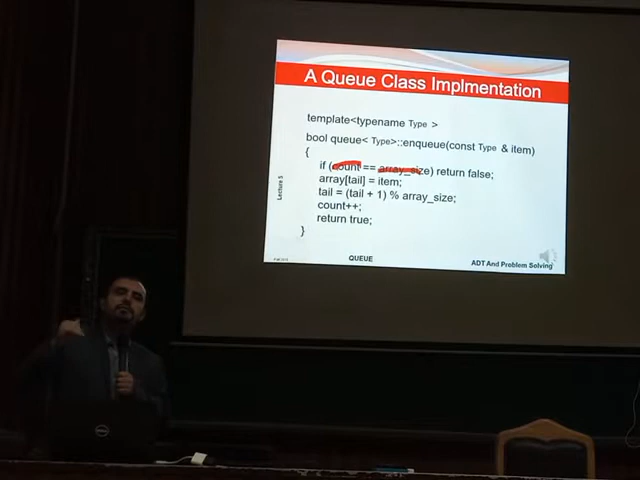 A Queue Class Implmentation
template<typename Type >
bool queue< Type>::enqueue(const Type & item)
{
if (count == array_size) return false;
array[tail] = item;
tail = (tail + 1) % array_size;
count++;
return true;
}
Lecture 5
QUEUE
ADT And Problem Solving
DELL